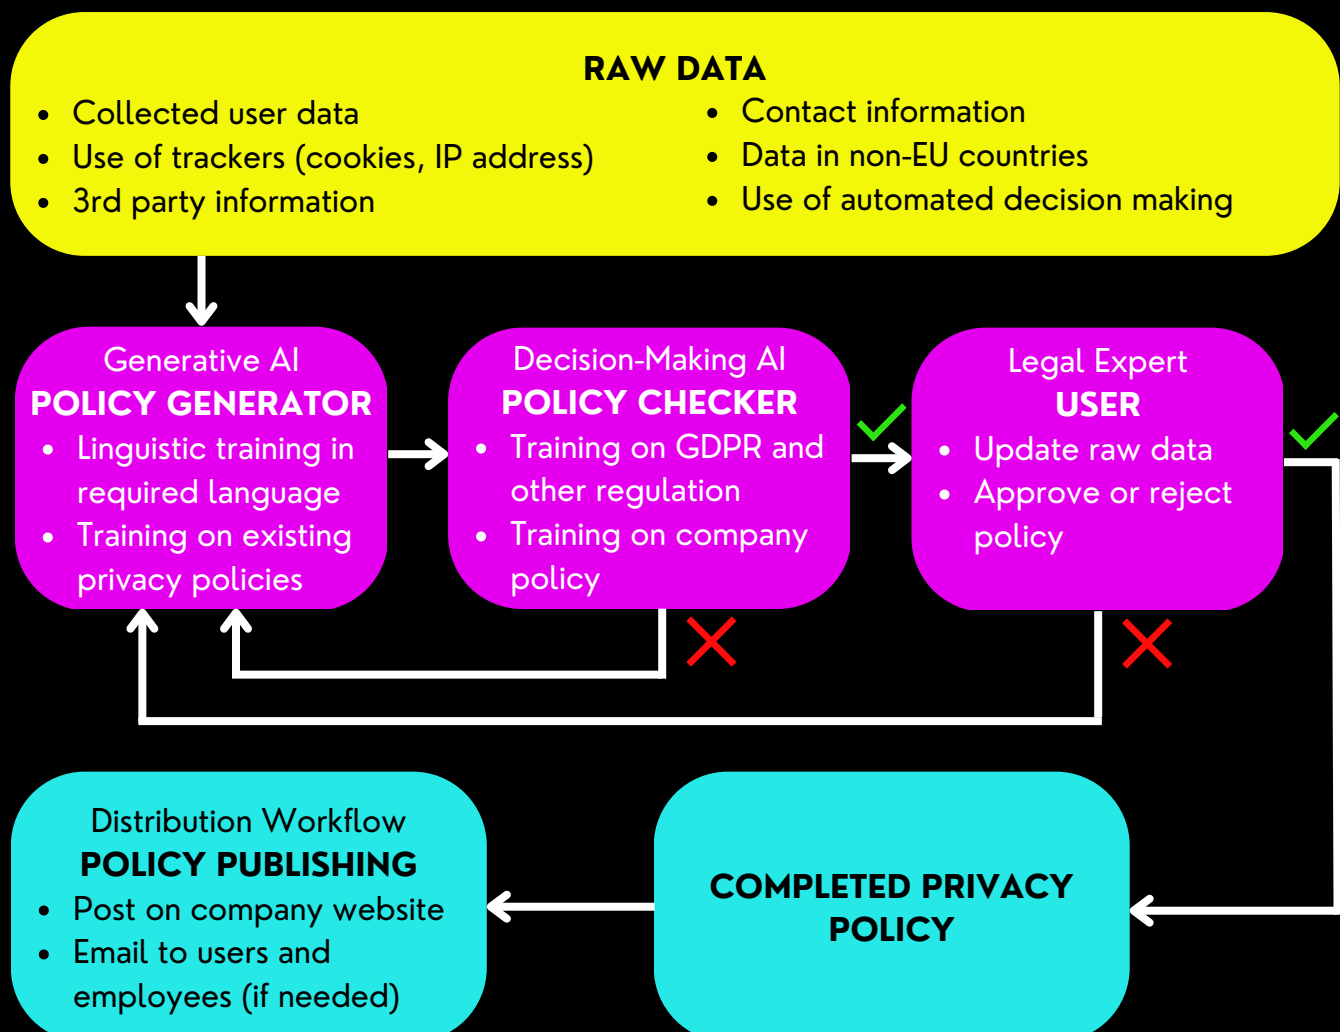 RAW DATA
• Collected user data
• Use of trackers (cookies, IP address)
• 3rd party information
• Contact information
• Data in non-EU countries
• Use of automated decision making
Generative AI
POLICY GENERATOR
• Linguistic training in
required language
• Training on existing
privacy policies
Decision-Making AI
POLICY CHECKER
• Training on GDPR and
other regulation
• Training on company
policy
Legal Expert
USER
• Update raw data
• Approve or reject
policy
Distribution Workflow
POLICY PUBLISHING
• Post on company website
• Email to users and
employees (if needed)
COMPLETED PRIVACY
POLICY